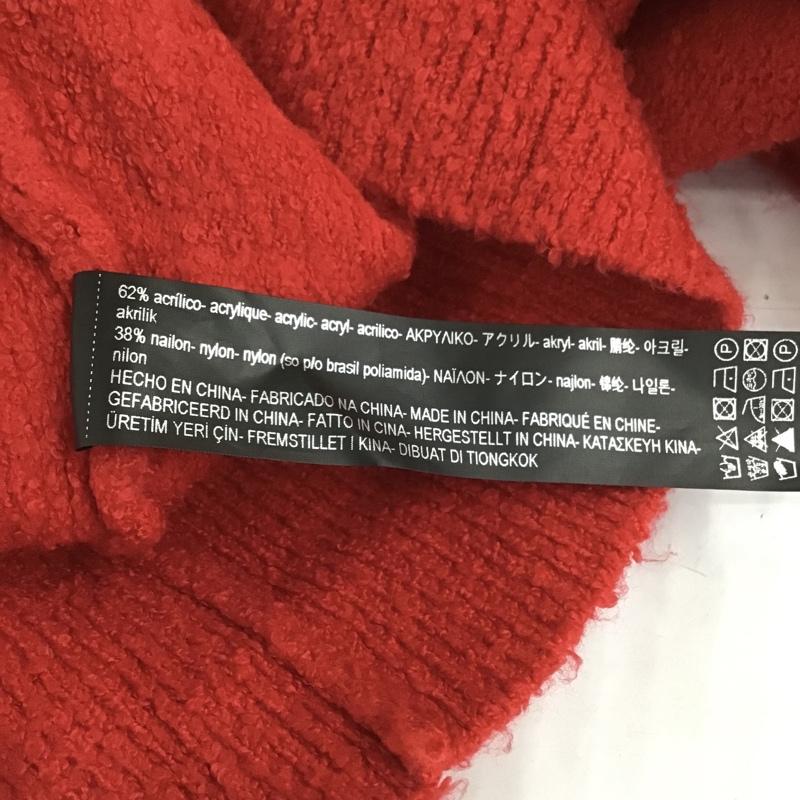 62% acrílico- acrylique- acrylic- acryl- acrilico- ΑΚΡΥΛΙΚΟ- アクリル- akryl- akril- 腈纶- 아크릴-
akrilik
38% nailon- nylon- nylon (so p/o brasil poliamida)- ΝΑΪΛΟΝ- ナイロン- najlon- 锦纶- 나일론-
nilon
HECHO EN CHINA- FABRICADO NA CHINA- MADE IN CHINA- FABRIQUÉ EN CHINE-
GEFABRICEERD IN CHINA- FATTO IN CINA- HERGESTELLT IN CHINA- ΚΑΤΑΣΚΕΥΗ ΚΙΝΑ-
ÜRETİM YERİ ÇİN- FREMSTILLET I KINA- DIBUAT DI TIONGKOK
P P